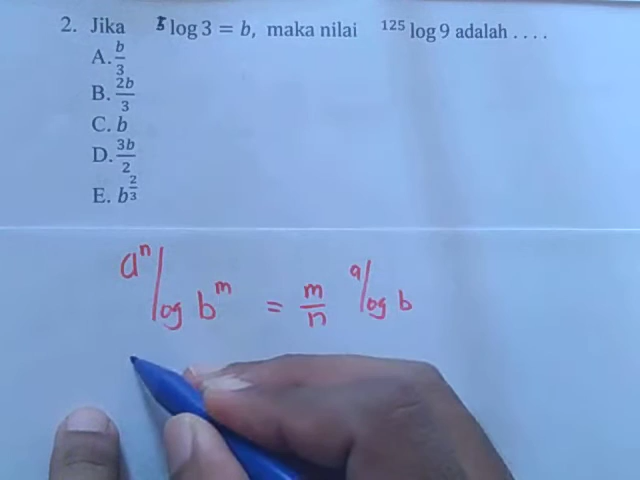 2. Jika ⁵log 3 = b, maka nilai ¹²⁵log 9 adalah . . . .
A. b/3
B. 2b/3
C. b
D. 3b/2
E. b^(2/3)
aⁿ log bᵐ = m/n ᵃlog b